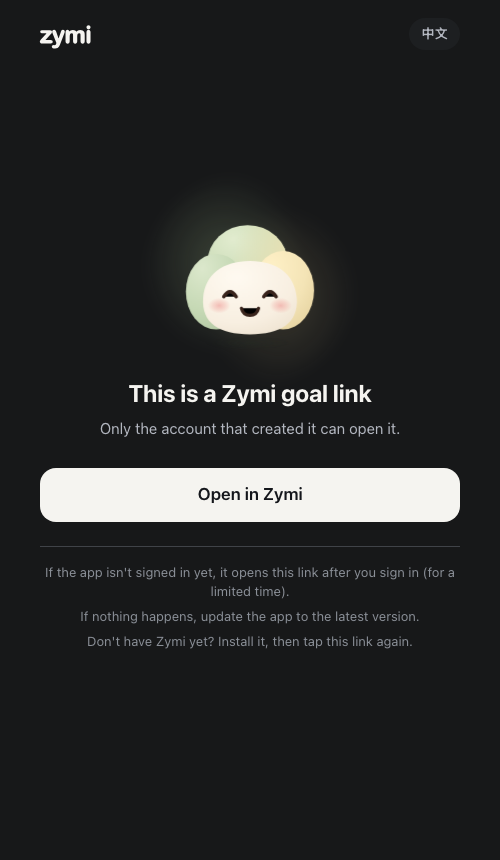 zymi
中文
This is a Zymi goal link
Only the account that created it can open it.
Open in Zymi
If the app isn't signed in yet, it opens this link after you sign in (for a
limited time).
If nothing happens, update the app to the latest version.
Don't have Zymi yet? Install it, then tap this link again.